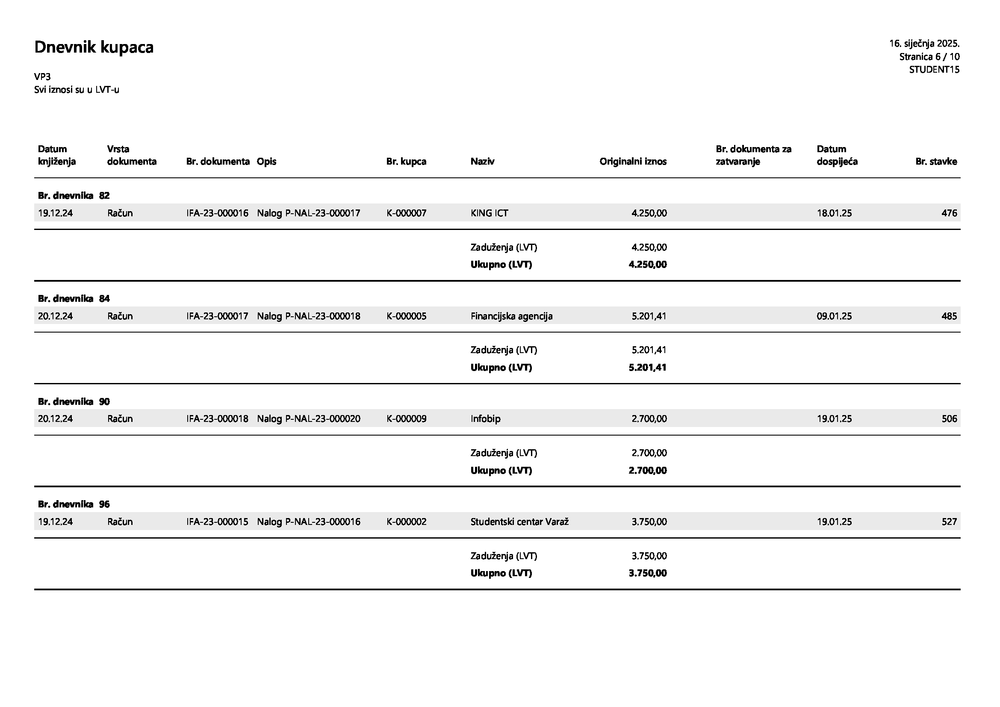 Dnevnik kupaca
16. siječnja 2025.
Stranica 6 / 10
STUDENT15
VP3
Svi iznosi su u LVT-u
Datum knjiženja Vrsta dokumenta Br. dokumenta Opis Br. kupca Naziv Originalni iznos Br. dokumenta za zatvaranje Datum dospijeća Br. stavke
Br. dnevnika 82
19.12.24 Račun IFA-23-000016 Nalog P-NAL-23-000017 K-000007 KING ICT 4.250,00 18.01.25 476
Zaduženja (LVT) 4.250,00
Ukupno (LVT) 4.250,00
Br. dnevnika 84
20.12.24 Račun IFA-23-000017 Nalog P-NAL-23-000018 K-000005 Financijska agencija 5.201,41 09.01.25 485
Zaduženja (LVT) 5.201,41
Ukupno (LVT) 5.201,41
Br. dnevnika 90
20.12.24 Račun IFA-23-000018 Nalog P-NAL-23-000020 K-000009 Infobip 2.700,00 19.01.25 506
Zaduženja (LVT) 2.700,00
Ukupno (LVT) 2.700,00
Br. dnevnika 96
19.12.24 Račun IFA-23-000015 Nalog P-NAL-23-000016 K-000002 Studentski centar Varaž 3.750,00 19.01.25 527
Zaduženja (LVT) 3.750,00
Ukupno (LVT) 3.750,00